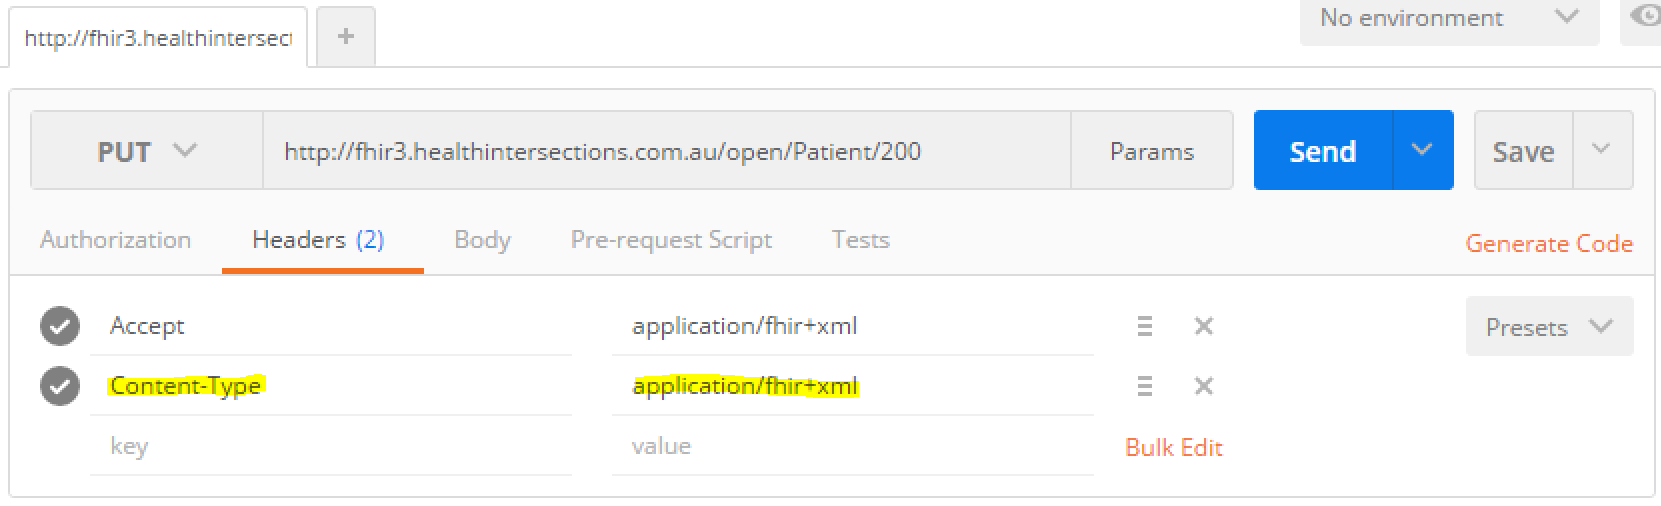 http://fhir3.healthintersect
+
No environment
PUT
http://fhir3.healthintersections.com.au/open/Patient/200
Params
Send
Save
Authorization
Headers (2)
Body
Pre-request Script
Tests
Generate Code
Accept
application/fhir+xml
Presets
Content-Type
application/fhir+xml
key
value
Bulk Edit